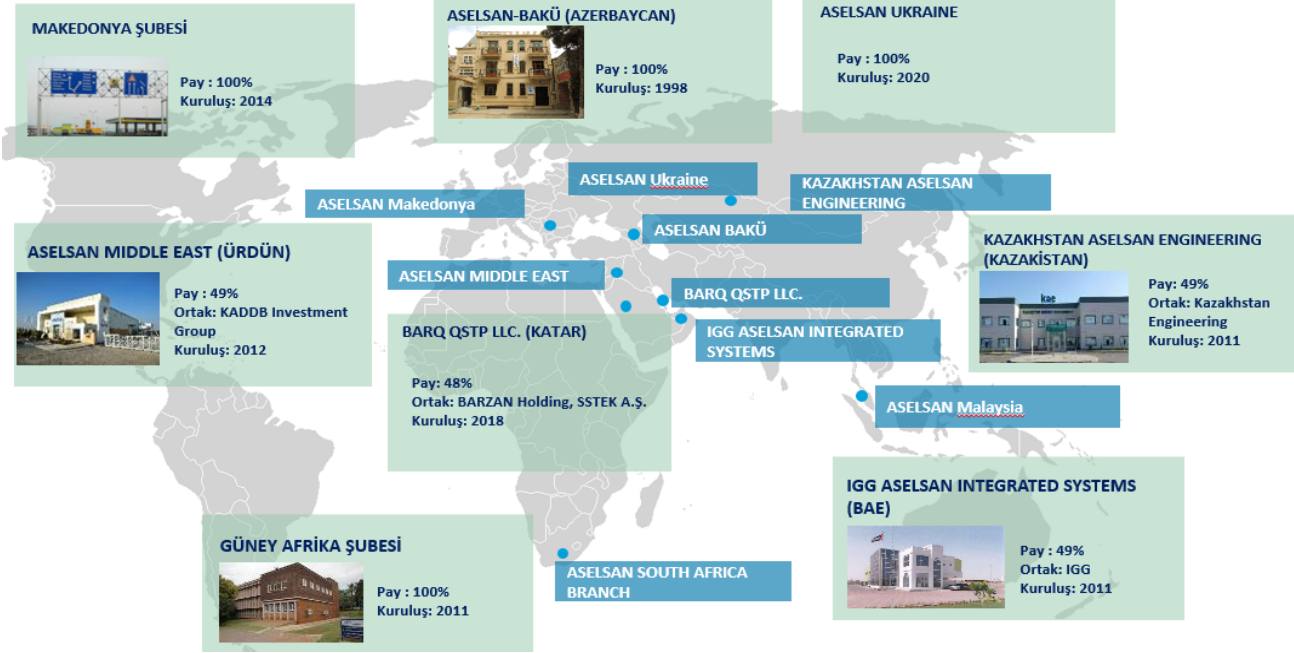 MAKEDONYA ŞUBESİ
Pay : 100%
Kuruluş: 2014
ASELSAN-BAKÜ (AZERBAYCAN)
Pay : 100%
Kuruluş: 1998
ASELSAN UKRAINE
Pay : 100%
Kuruluş: 2020
ASELSAN Ukraine
KAZAKHSTAN ASELSAN
ENGINEERING
ASELSAN Makedonya
ASELSAN BAKÜ
ASELSAN MIDDLE EAST
BARQ QSTP LLC.
IGG ASELSAN INTEGRATED
SYSTEMS
ASELSAN Malaysia
ASELSAN SOUTH AFRICA
BRANCH
ASELSAN MIDDLE EAST (ÜRDÜN)
Pay : 49%
Ortak: KADDB Investment
Group
Kuruluş: 2012
KAZAKHSTAN ASELSAN ENGINEERING
(KAZAKİSTAN)
kae
Pay: 49%
Ortak: Kazakhstan
Engineering
Kuruluş: 2011
BARQ QSTP LLC. (KATAR)
Pay: 48%
Ortak: BARZAN Holding, SSTEK A.Ş.
Kuruluş: 2018
IGG ASELSAN INTEGRATED SYSTEMS
(BAE)
Pay : 49%
Ortak: IGG
Kuruluş: 2011
GÜNEY AFRİKA ŞUBESİ
Pay : 100%
Kuruluş: 2011